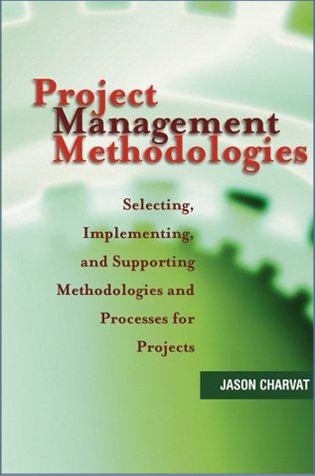 Project
Management
Methodologies
Selecting,
Implementing,
and Supporting
Methodologies and
Processes for
Projects
JASON CHARVAT